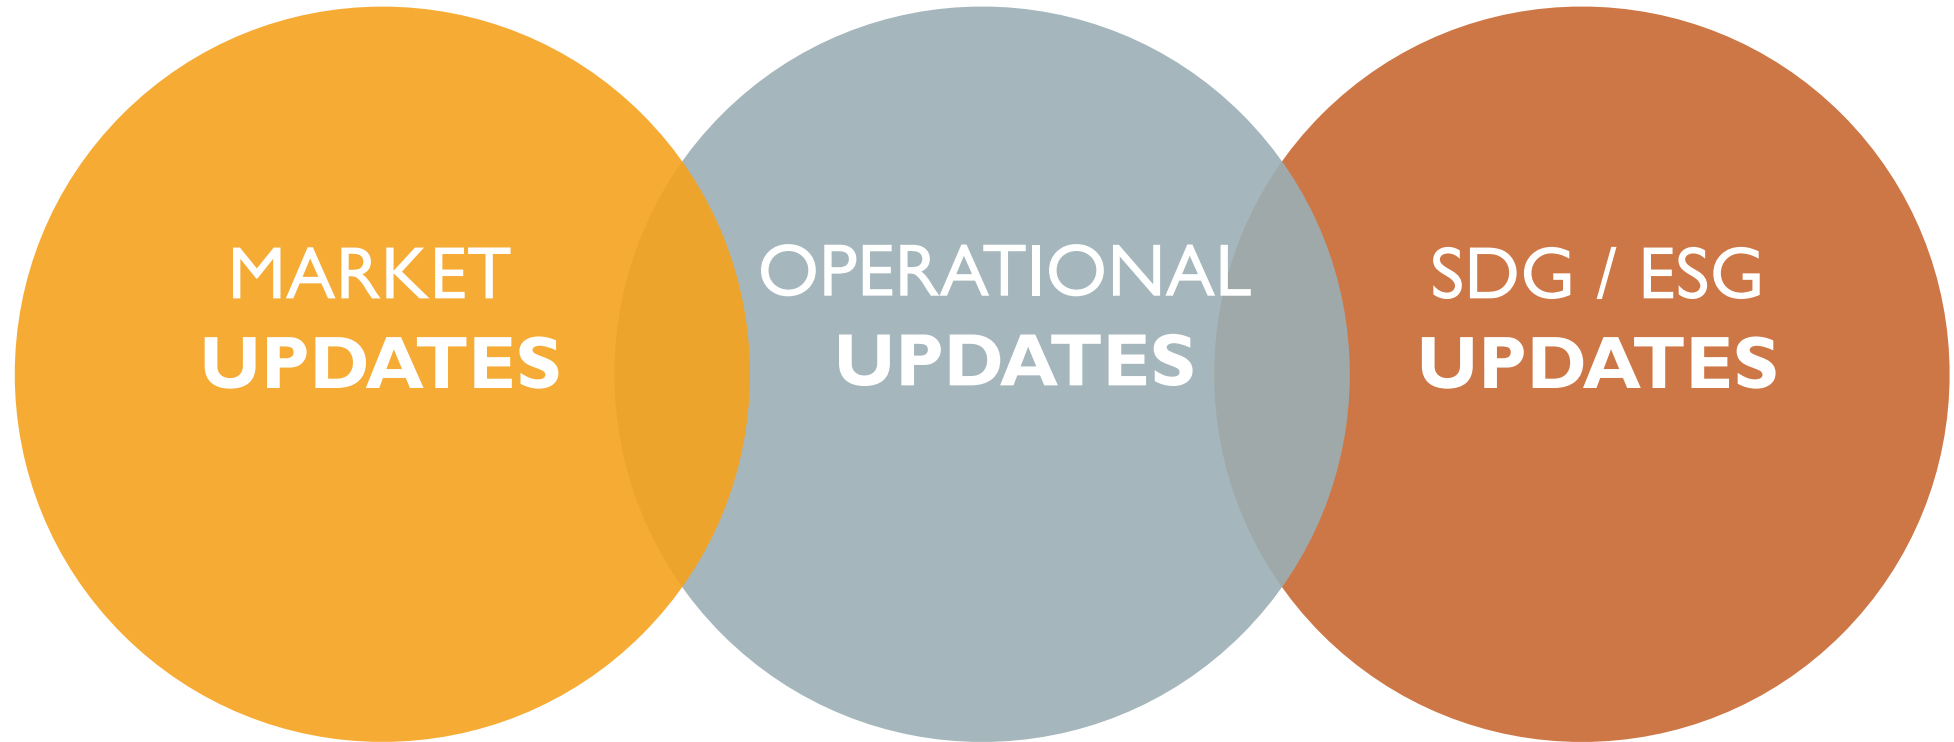 MARKET
UPDATES
OPERATIONAL
UPDATES
SDG / ESG
UPDATES